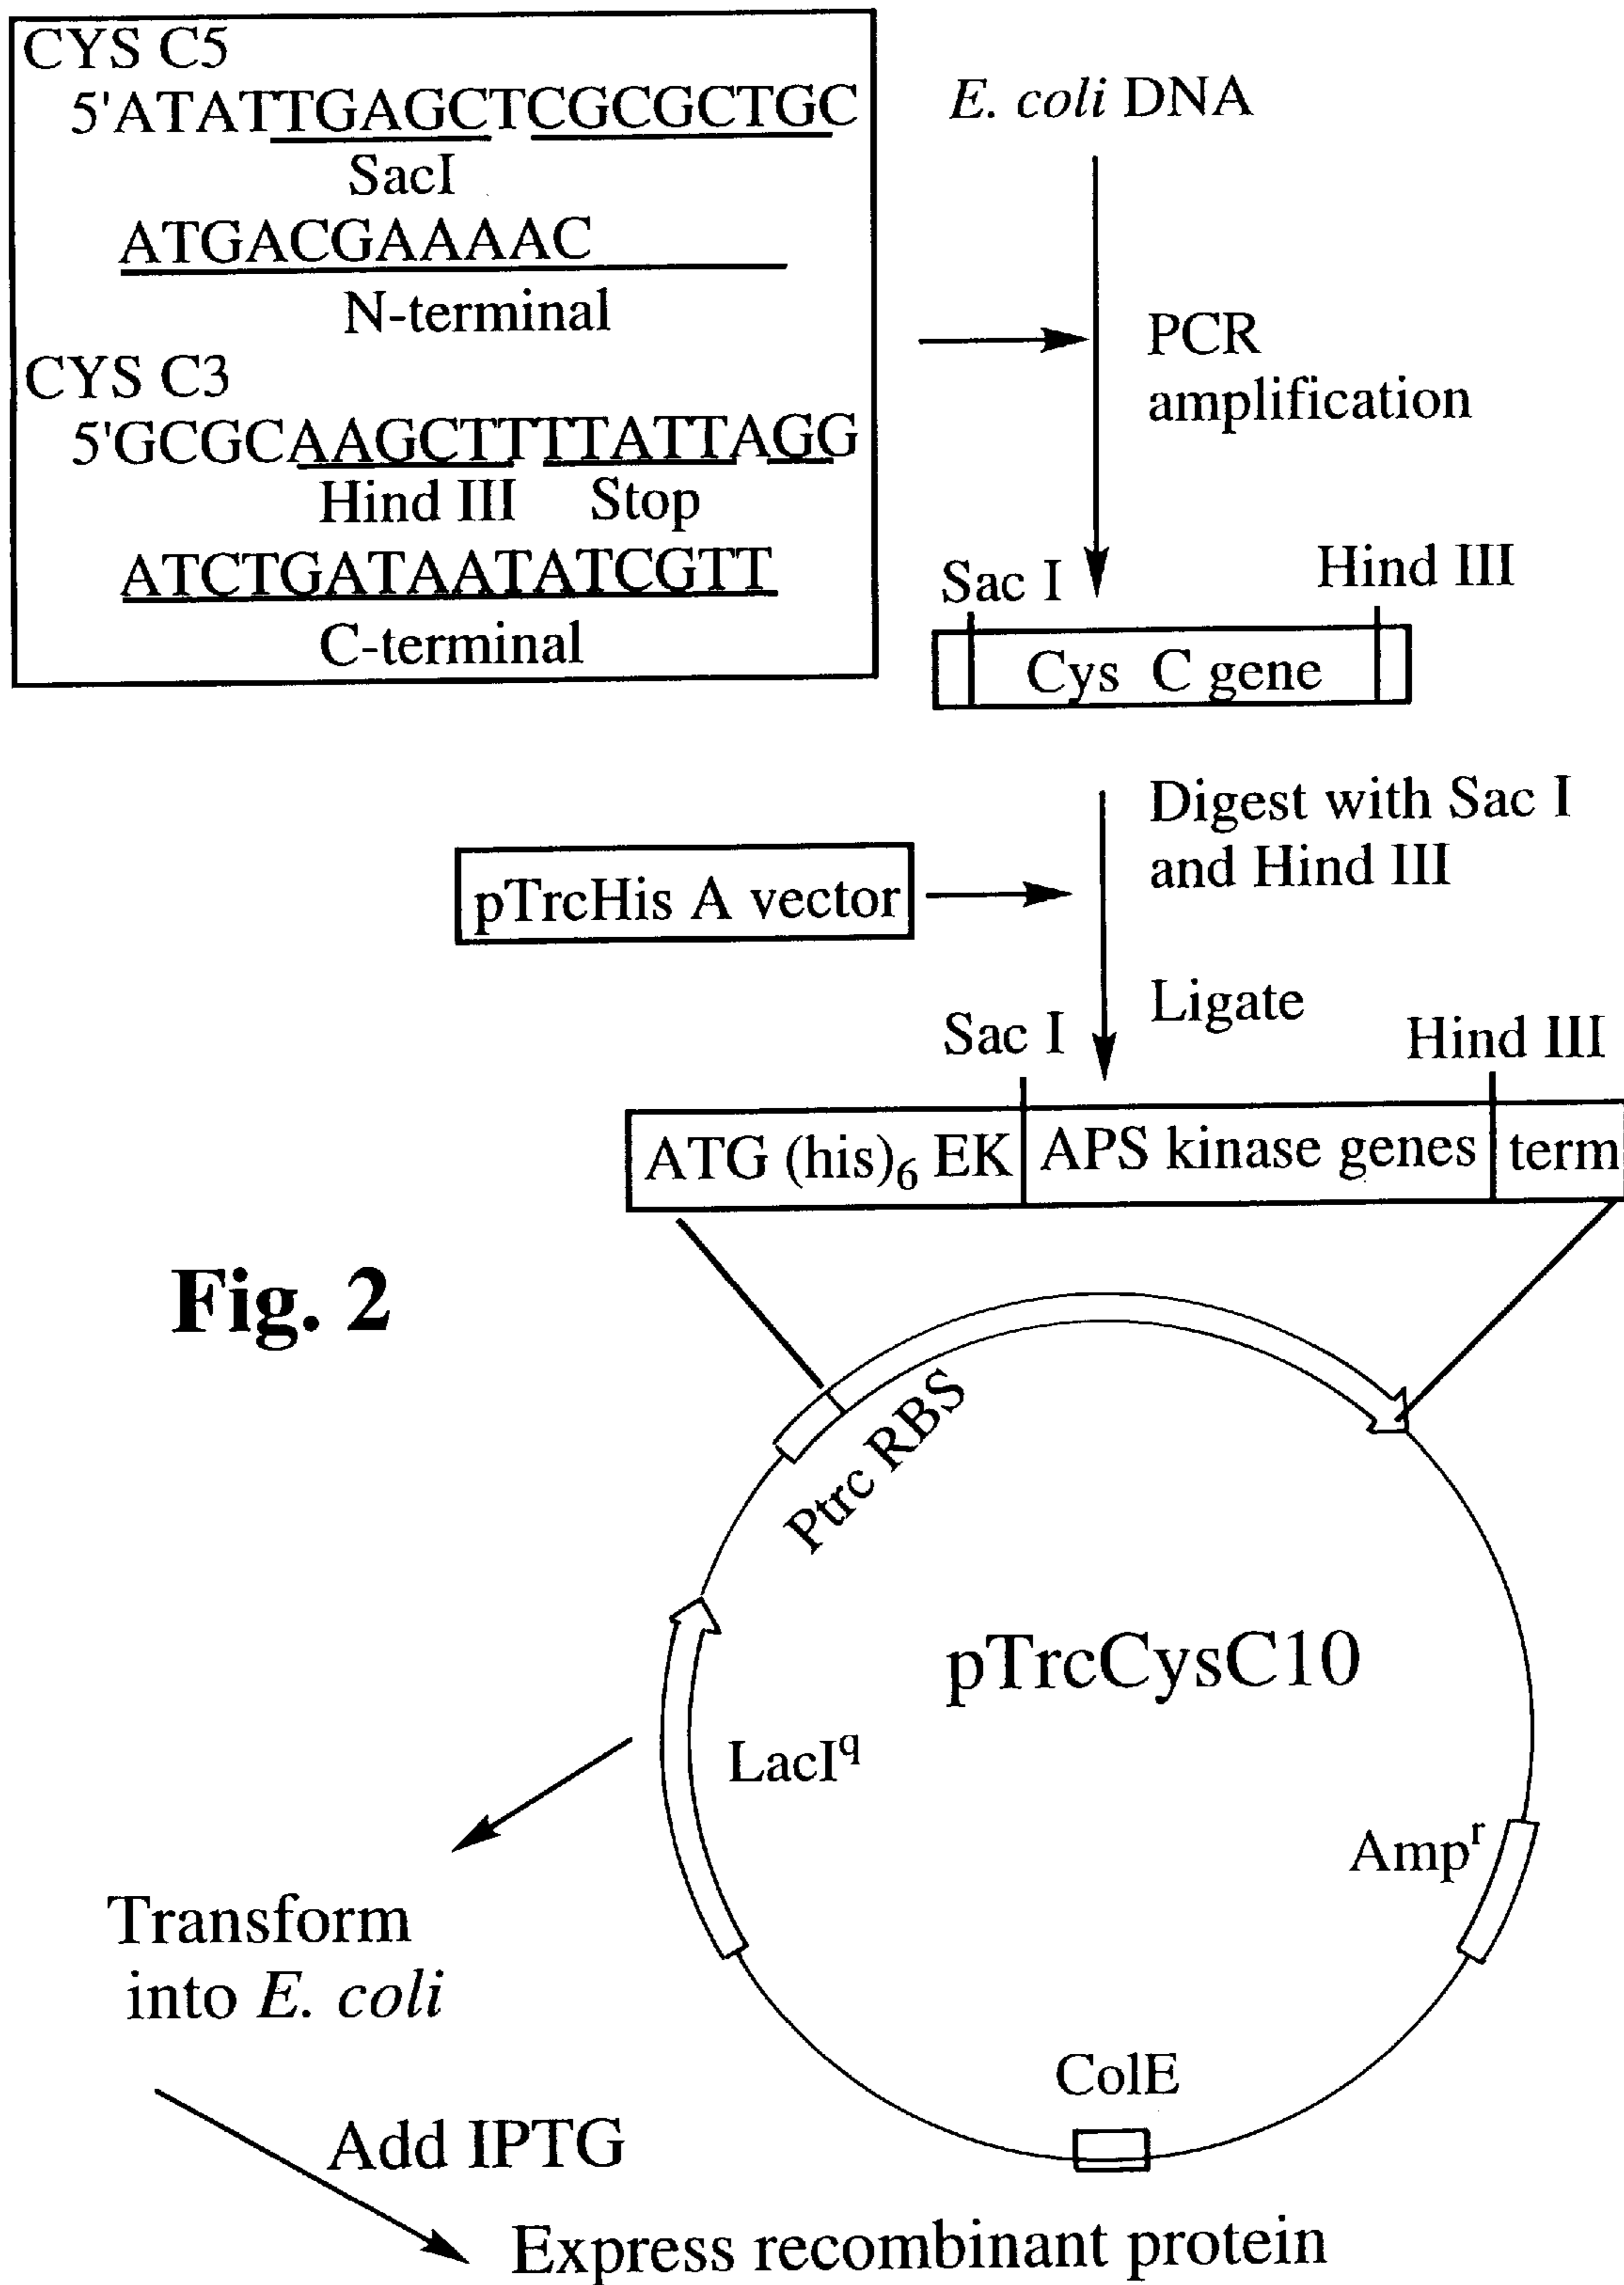 CYS C5
5'ATATTGAGCTCGCGCTGC
SacI
ATGACGAAAAC
N-terminal
CYS C3
5'GCGCAAGCTTTTATTAGG
Hind III Stop
ATCTGATAATATCGTT
C-terminal
E. coli DNA
PCR
amplification
Sac I Hind III
Cys C gene
Digest with Sac I
and Hind III
pTrcHis A vector
Ligate
Sac I Hind III
ATG (his)6 EK APS kinase genes term
Fig. 2
Ptrc RBS
pTrcCysC10
LacIq
Ampr
ColE
Transform
into E. coli
Add IPTG
Express recombinant protein